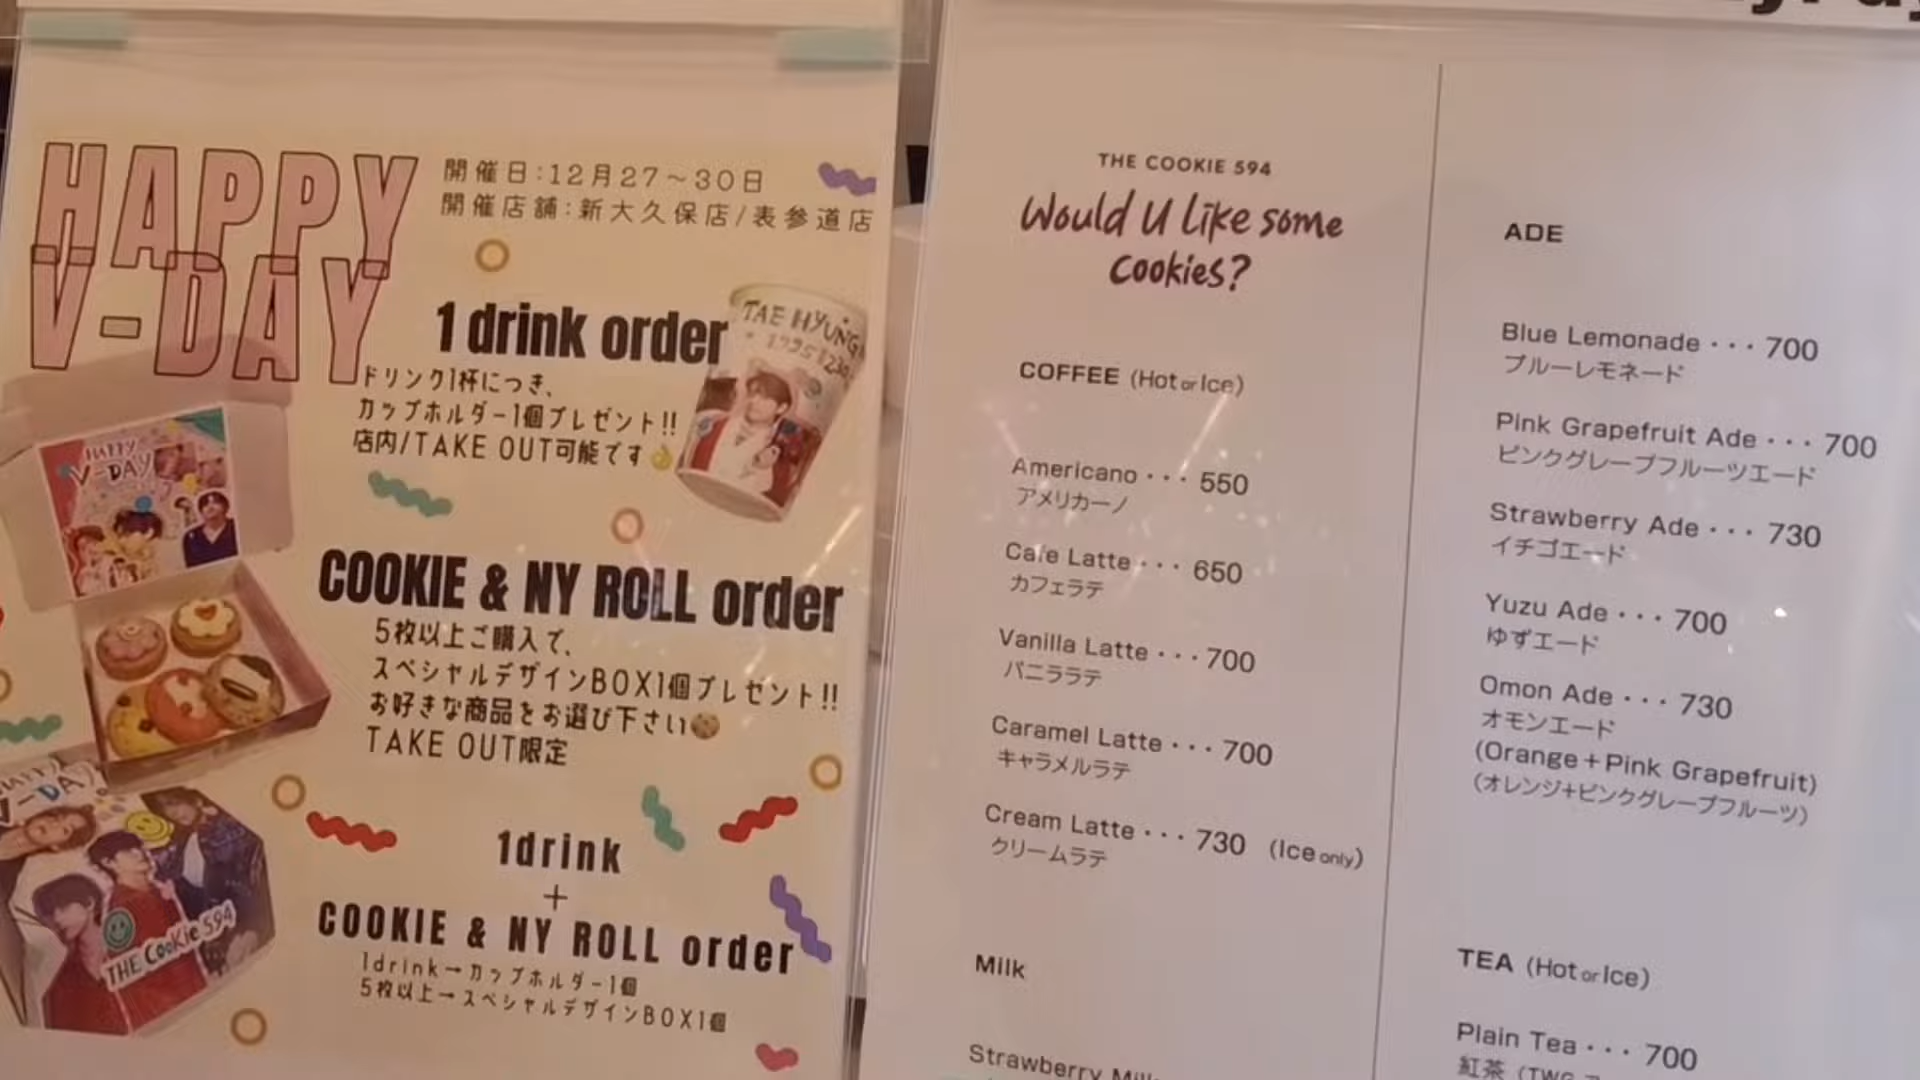 HAPPY
V-DAY
開催日:12月27～30日
開催店舗:新大久保店/表参道店
1 drink order
ドリンク1杯につき、
カップホルダー1個プレゼント!!
店内/TAKE OUT可能です👌
TAE HYUNG
19951230
HAPPY
V-DAY
COOKIE & NY ROLL order
5枚以上ご購入で、
スペシャルデザインBOX1個プレゼント!!
お好きな商品をお選び下さい🍪
TAKE OUT限定
HAPPY
V-DAY
THE Cookie 594
1drink
+
COOKIE & NY ROLL order
1drink→カップホルダー1個
5枚以上→スペシャルデザインBOX1個
THE COOKIE 594
Would U like some
Cookies?
COFFEE (Hot or Ice)
Americano・・・550
アメリカーノ
Cafe Latte・・・650
カフェラテ
Vanilla Latte・・・700
バニララテ
Caramel Latte・・・700
キャラメルラテ
Cream Latte・・・730 (Ice only)
クリームラテ
Milk
Strawberry Milk
ADE
Blue Lemonade・・・700
ブルーレモネード
Pink Grapefruit Ade・・・700
ピンクグレープフルーツエード
Strawberry Ade・・・730
イチゴエード
Yuzu Ade・・・700
ゆずエード
Omon Ade・・・730
オモンエード
(Orange+Pink Grapefruit)
(オレンジ+ピンクグレープフルーツ)
TEA (Hot or Ice)
Plain Tea・・・700
紅茶 (TWG